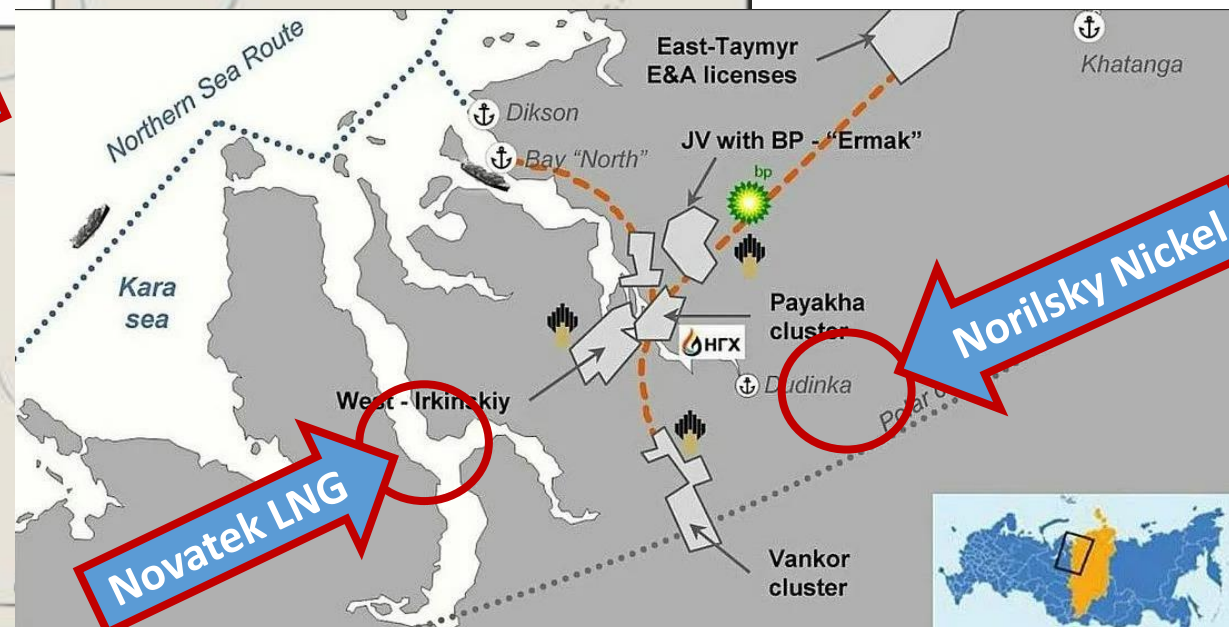 Northern Sea Route
East-Taymyr
E&A licenses
Khatanga
Dikson
JV with BP - "Ermak"
Bay "North"
bp
Kara
sea
Norilsky Nickel
Payakha
cluster
НГХ
Dudinka
West - Irkinskiy
Polar
Novatek LNG
Vankor
cluster